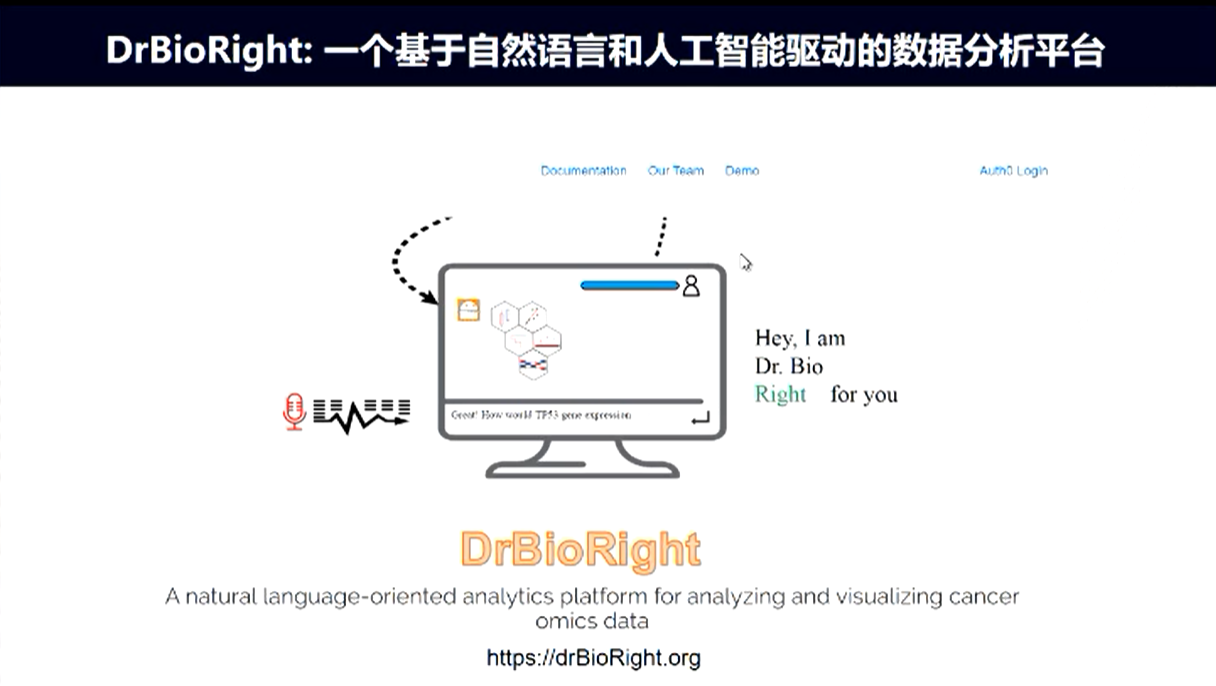 DrBioRight: 一个基于自然语言和人工智能驱动的数据分析平台
Documentation Our Team Demo Auth0 Login
Hey, I am
Dr. Bio
Right for you
Great! How would TP53 gene expression
DrBioRight
A natural language-oriented analytics platform for analyzing and visualizing cancer
omics data
https://drBioRight.org